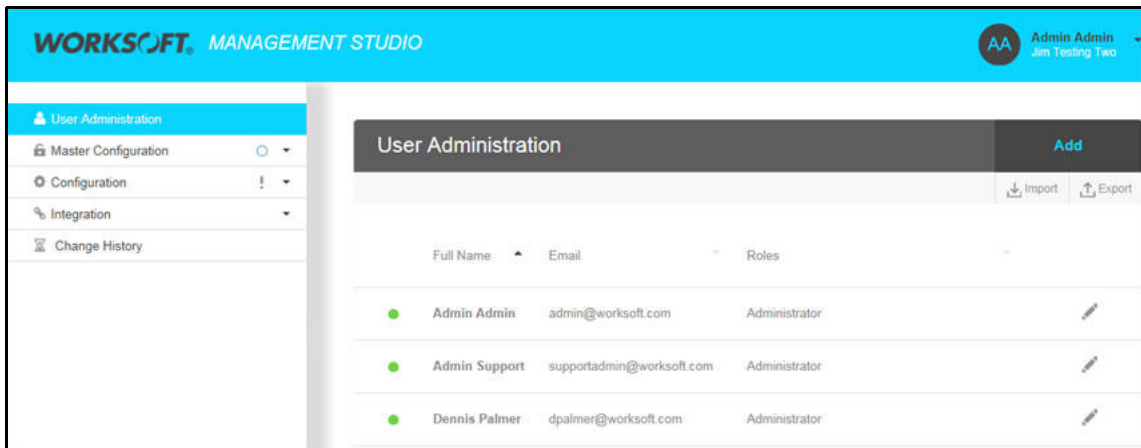 WORKSOFT® MANAGEMENT STUDIO
AA
Admin Admin
Jim Testing Two
User Administration
Master Configuration
Configuration !
Integration
Change History
User Administration
Add
Import Export
Full Name Email Roles
Admin Admin admin@worksoft.com Administrator
Admin Support supportadmin@worksoft.com Administrator
Dennis Palmer dpalmer@worksoft.com Administrator